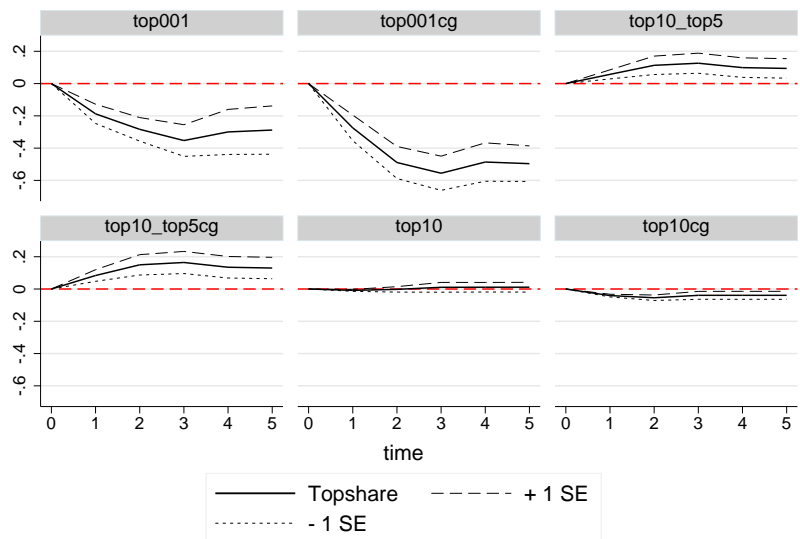 top001 top001cg top10_top5
.2
0
-.2
-.4
-.6
top10_top5cg top10 top10cg
.2
0
-.2
-.4
-.6
0 1 2 3 4 5 0 1 2 3 4 5 0 1 2 3 4 5
time
Topshare + 1 SE
- 1 SE